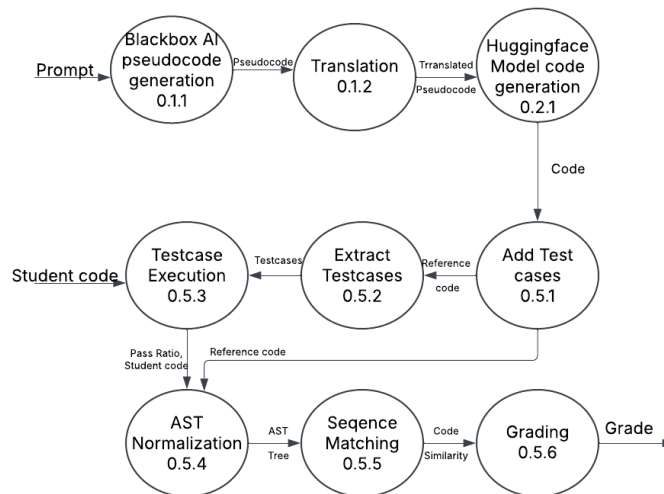 Prompt
Blackbox AI
pseudocode
generation
0.1.1
Pseudocode
Translation
0.1.2
Trranslated
Pseudocode
Huggingface
Model code
generation
0.2.1
Code
Student code
Testcase
Execution
0.5.3
Testcases
Extract
Testcases
0.5.2
Reference
code
Add Test
cases
0.5.1
Pass Ratio,
Student code
Reference code
AST
Normalization
0.5.4
AST
Tree
Seqence
Matching
0.5.5
Code
Similarity
Grading
0.5.6
Grade